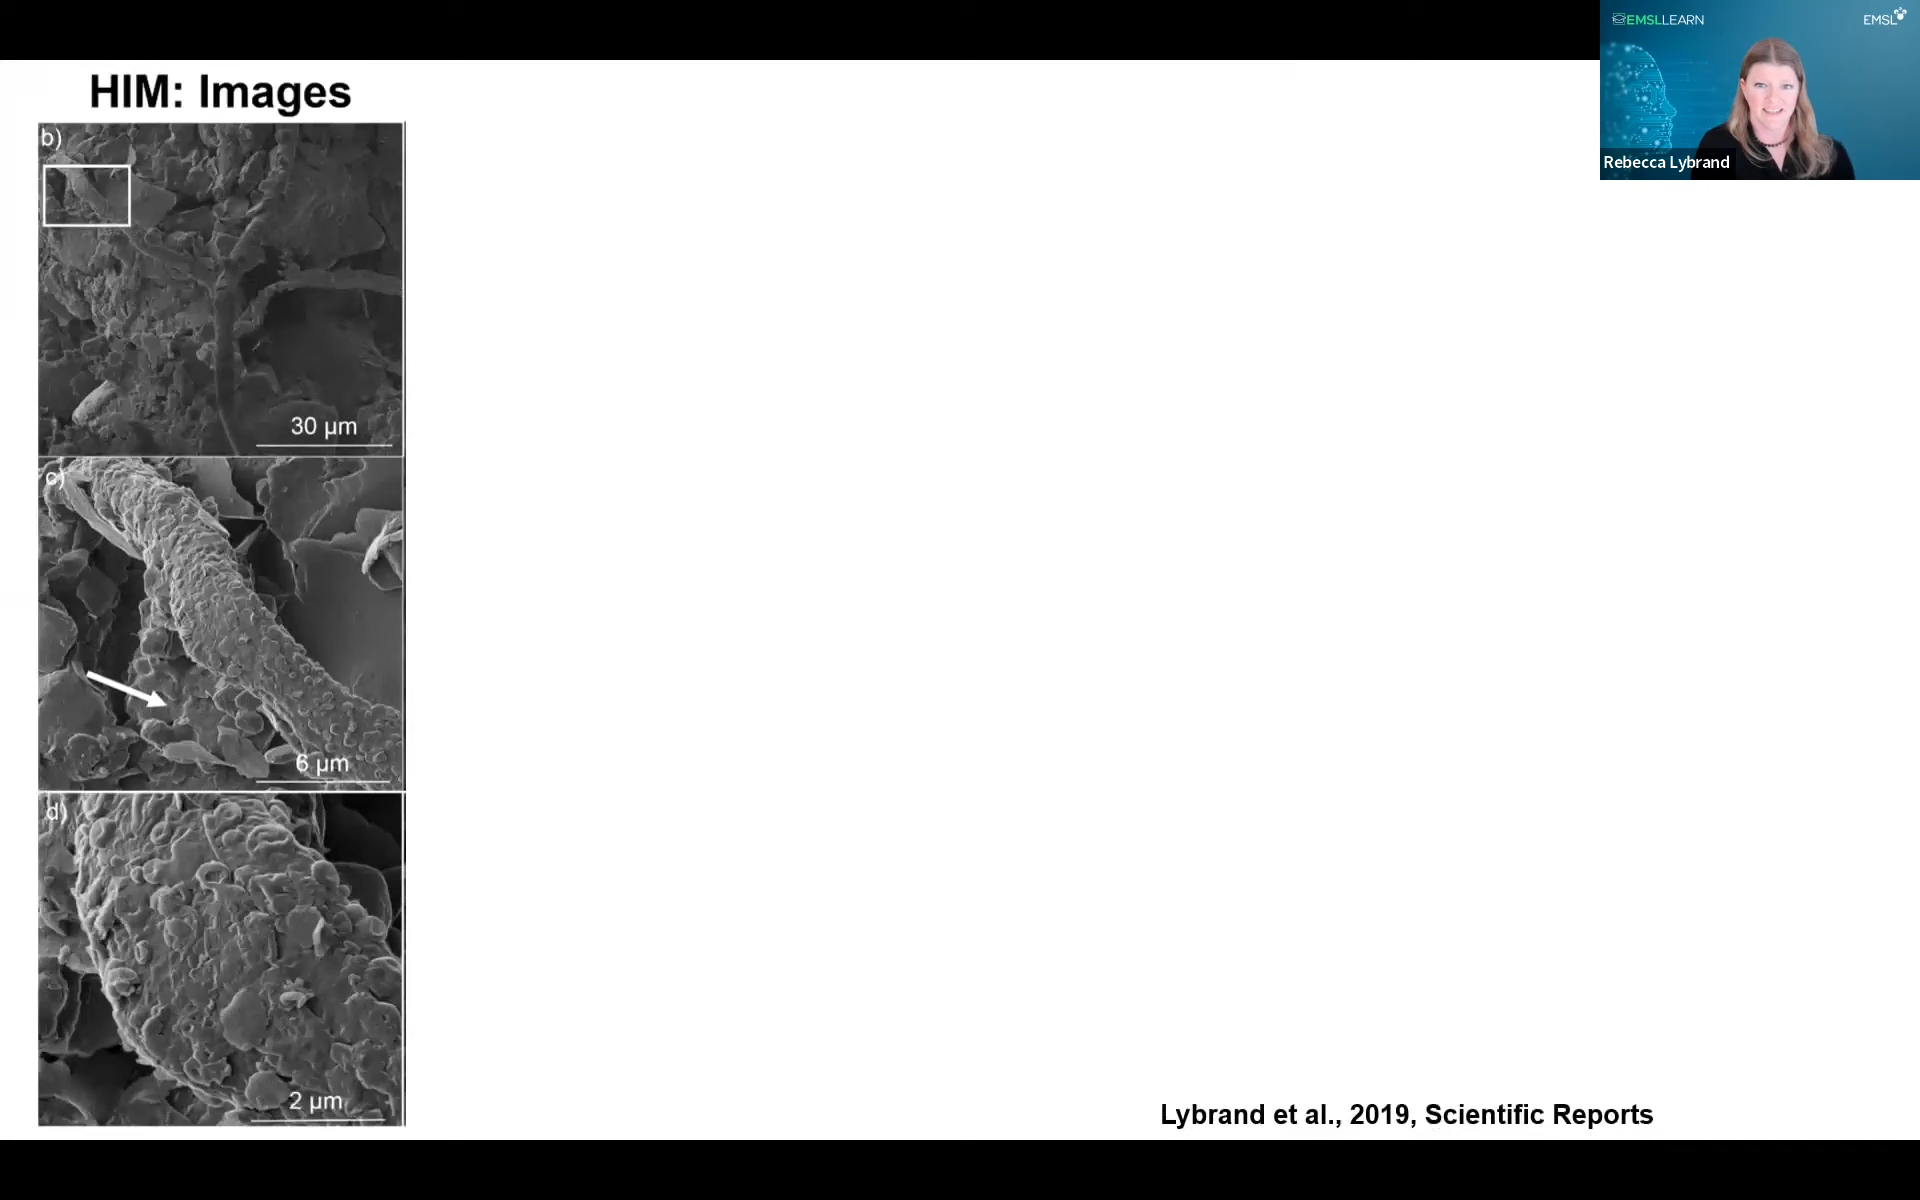 HIM: Images
EMSLLEARN
EMSL
Rebecca Lybrand
b)
30 µm
c)
6 µm
d)
2 µm
Lybrand et al., 2019, Scientific Reports